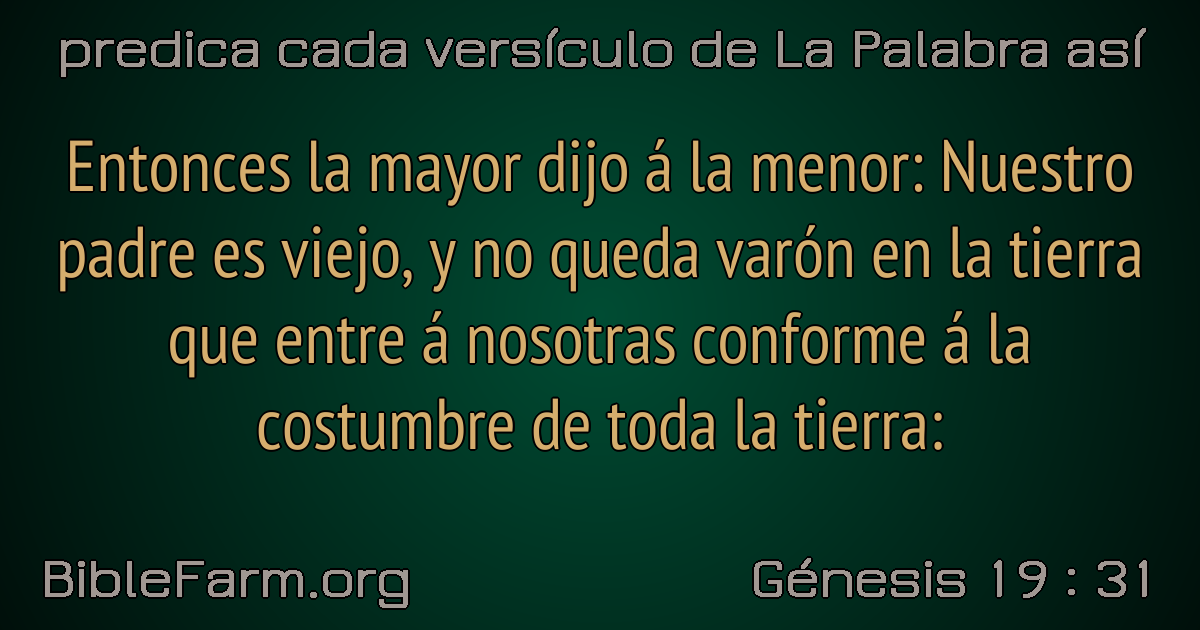 predica cada versículo de La Palabra así
Entonces la mayor dijo á la menor: Nuestro
padre es viejo, y no queda varón en la tierra
que entre á nosotras conforme á la
costumbre de toda la tierra:
BibleFarm.org
Génesis 19 : 31